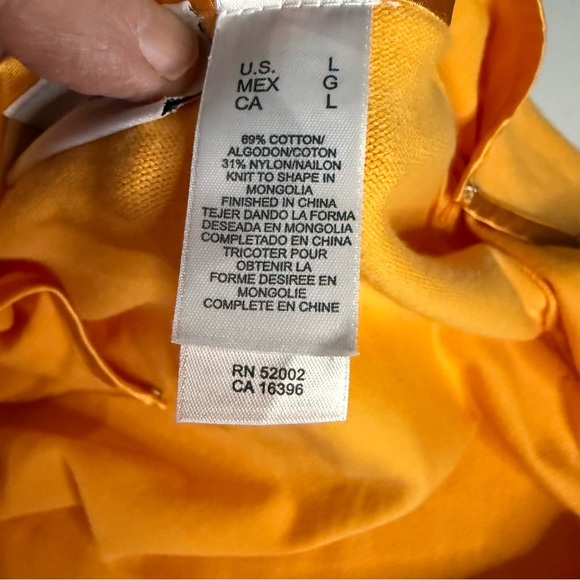 U.S. L
MEX G
CA L
69% COTTON/
ALGODON/COTON
31% NYLON/NAILON
KNIT TO SHAPE IN
MONGOLIA
FINISHED IN CHINA
TEJER DANDO LA FORMA
DESEADA EN MONGOLIA
COMPLETADO EN CHINA
TRICOTER POUR
OBTENIR LA
FORME DESIREE EN
MONGOLIE
COMPLETE EN CHINE
RN 52002
CA 16396